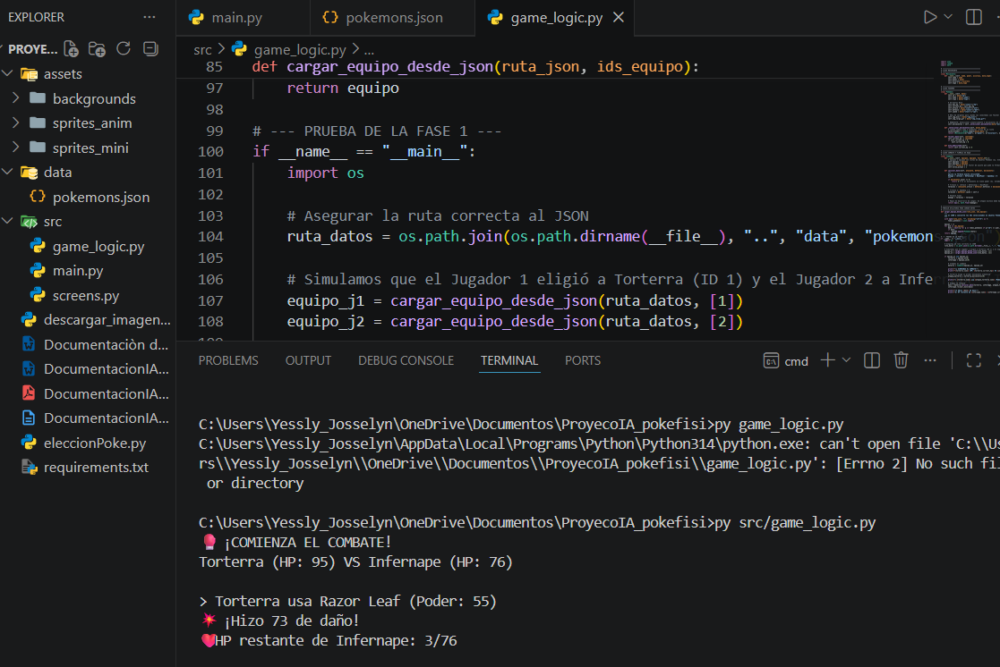 EXPLORER ...
main.py
pokemons.json
game_logic.py
PROYE...
src > game_logic.py > ...
assets
backgrounds
sprites_anim
sprites_mini
data
pokemons.json
src
game_logic.py
main.py
screens.py
descargar_imagen...
Documentaciòn d...
DocumentacionIA...
DocumentacionIA...
DocumentacionIA...
eleccionPoke.py
requirements.txt
85 def cargar_equipo_desde_json(ruta_json, ids_equipo):
97 return equipo
98
99 # --- PRUEBA DE LA FASE 1 ---
100 if __name__ == "__main__":
101 import os
102
103 # Asegurar la ruta correcta al JSON
104 ruta_datos = os.path.join(os.path.dirname(__file__), "..", "data", "pokemon
105
106 # Simulamos que el Jugador 1 eligió a Torterra (ID 1) y el Jugador 2 a Infe
107 equipo_j1 = cargar_equipo_desde_json(ruta_datos, [1])
108 equipo_j2 = cargar_equipo_desde_json(ruta_datos, [2])
PROBLEMS OUTPUT DEBUG CONSOLE TERMINAL PORTS
cmd
C:\Users\Yessly_Josselyn\OneDrive\Documentos\ProyecoIA_pokefisi>py game_logic.py
C:\Users\Yessly_Josselyn\AppData\Local\Programs\Python\Python314\python.exe: can't open file 'C:\\Us
rs\\Yessly_Josselyn\\OneDrive\\Documentos\\ProyecoIA_pokefisi\\game_logic.py': [Errno 2] No such fil
or directory
C:\Users\Yessly_Josselyn\OneDrive\Documentos\ProyecoIA_pokefisi>py src/game_logic.py
🥊 ¡COMIENZA EL COMBATE!
Torterra (HP: 95) VS Infernape (HP: 76)
> Torterra usa Razor Leaf (Poder: 55)
💥 ¡Hizo 73 de daño!
💔HP restante de Infernape: 3/76